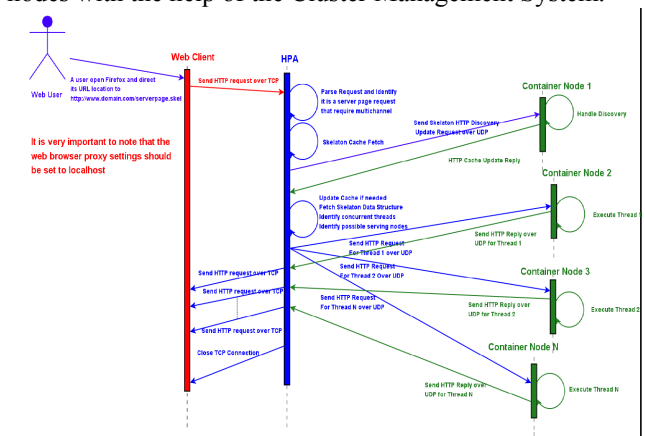 nodes with the help of the Cluster Management System.
Web Client
HPA
Web User
A user open Firefox and direct
its URL location to
http://www.domain.com/serverpage.skel
Send HTTP request over TCP
Parse Request and Identify
it is a server page request
that require multichannel
Skelaton Cache Fetch
Container Node 1
Send Skelaton HTTP Discovery
Update Request over UDP
Handle Discovery
HTTP Cache Update Reply
It is very important to note that the
web browser proxy settings should
be set to localhost
Container Node 2
Update Cache if needed
Fetch Skelaton Data Structure
Identify concurrent threads
Identify possible serving nodes
Execute Thread 1
Send HTTP Request
For Thread 1 over UDP
Send HTTP Reply over
UDP for Thread 1
Send HTTP request over TCP
Send HTTP Request
For Thread 2 Over UDP
Container Node 3
Send HTTP request over TCP
Send HTTP Request
For Thread N over UDP
Send HTTP Reply over
UDP for Thread 2
Execute Thread 2
Send HTTP request over TCP
Container Node N
Close TCP Connection
Send HTTP Reply over
UDP for Thread N
Execute Thread N